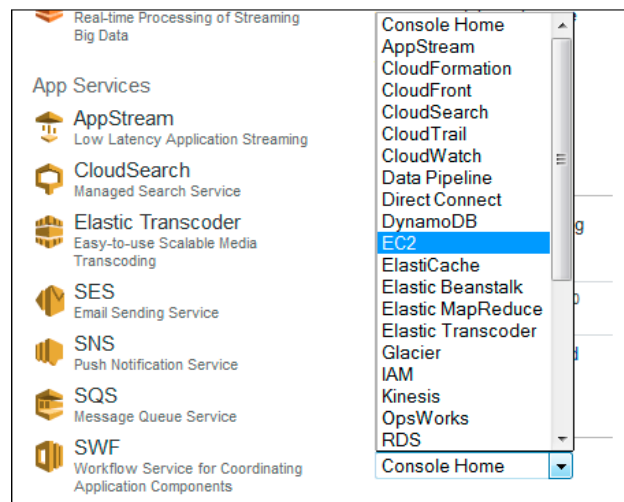 Real-time Processing of Streaming
Big Data
App Services
AppStream
Low Latency Application Streaming
CloudSearch
Managed Search Service
Elastic Transcoder
Easy-to-use Scalable Media
Transcoding
SES
Email Sending Service
SNS
Push Notification Service
SQS
Message Queue Service
SWF
Workflow Service for Coordinating
Application Components
Console Home
AppStream
CloudFormation
CloudFront
CloudSearch
CloudTrail
CloudWatch
Data Pipeline
Direct Connect
DynamoDB
EC2
ElastiCache
Elastic Beanstalk
Elastic MapReduce
Elastic Transcoder
Glacier
IAM
Kinesis
OpsWorks
RDS
Console Home